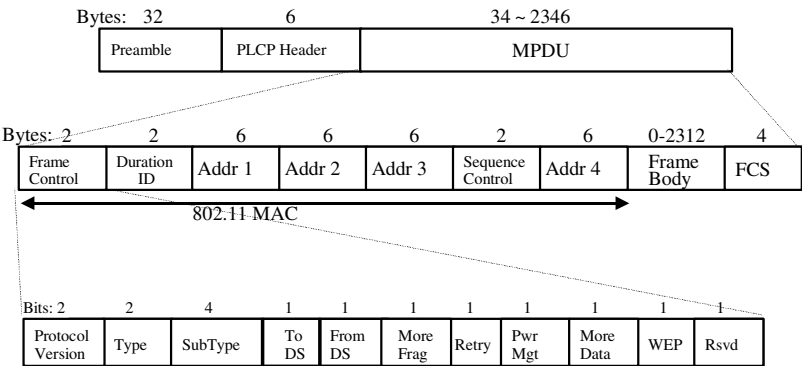 Bytes: 32 6 34 ~ 2346
Preamble PLCP Header MPDU
Bytes: 2 2 6 6 6 2 6 0-2312 4
Frame Control Duration ID Addr 1 Addr 2 Addr 3 Sequence Control Addr 4 Frame Body FCS
802.11 MAC
Bits: 2 2 4 1 1 1 1 1 1 1 1
Protocol Version Type SubType To DS From DS More Frag Retry Pwr Mgt More Data WEP Rsvd